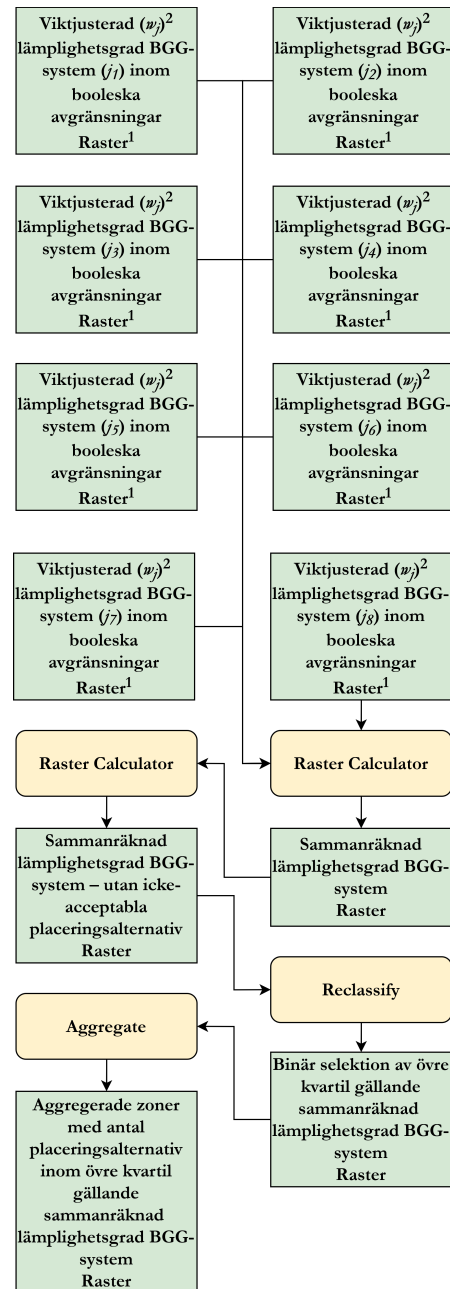 Viktjusterad (wj)2
lämplighetsgrad BGG-
system (j1) inom
booleska
avgränsningar
Raster1
Viktjusterad (wj)2
lämplighetsgrad BGG-
system (j2) inom
booleska
avgränsningar
Raster1
Viktjusterad (wj)2
lämplighetsgrad BGG-
system (j3) inom
booleska
avgränsningar
Raster1
Viktjusterad (wj)2
lämplighetsgrad BGG-
system (j4) inom
booleska
avgränsningar
Raster1
Viktjusterad (wj)2
lämplighetsgrad BGG-
system (j5) inom
booleska
avgränsningar
Raster1
Viktjusterad (wj)2
lämplighetsgrad BGG-
system (j6) inom
booleska
avgränsningar
Raster1
Viktjusterad (wj)2
lämplighetsgrad BGG-
system (j7) inom
booleska
avgränsningar
Raster1
Viktjusterad (wj)2
lämplighetsgrad BGG-
system (j8) inom
booleska
avgränsningar
Raster1
Raster Calculator
Raster Calculator
Sammanräknad
lämplighetsgrad BGG-
system – utan icke-
acceptabla
placeringsalternativ
Raster
Sammanräknad
lämplighetsgrad BGG-
system
Raster
Reclassify
Aggregate
Binär selektion av övre
kvartil gällande
sammanräknad
lämplighetsgrad BGG-
system
Raster
Aggregerade zoner
med antal
placeringsalternativ
inom övre kvartil
gällande
sammanräknad
lämplighetsgrad BGG-
system
Raster